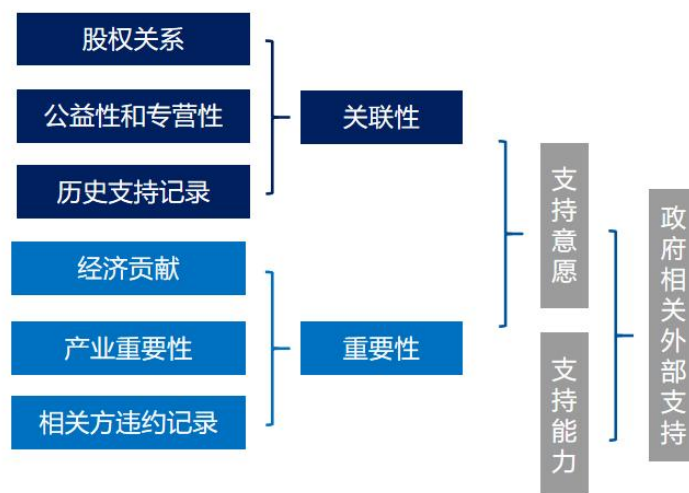 股权关系
公益性和专营性
历史支持记录
关联性
经济贡献
产业重要性
相关方违约记录
重要性
支持意愿
支持能力
政府相关外部支持